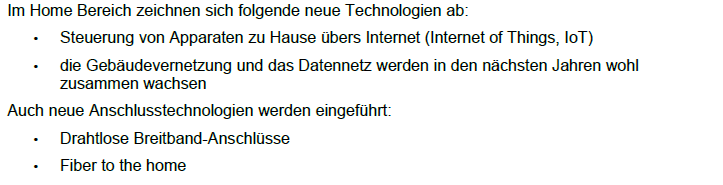 Im Home Bereich zeichnen sich folgende neue Technologien ab:
• Steuerung von Apparaten zu Hause übers Internet (Internet of Things, IoT)
• die Gebäudevernetzung und das Datennetz werden in den nächsten Jahren wohl
zusammen wachsen
Auch neue Anschlusstechnologien werden eingeführt:
• Drahtlose Breitband-Anschlüsse
• Fiber to the home